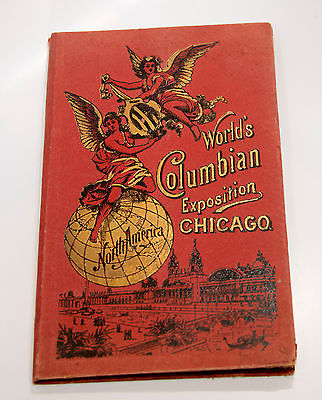 World's
Columbian
Exposition
CHICAGO.
North America